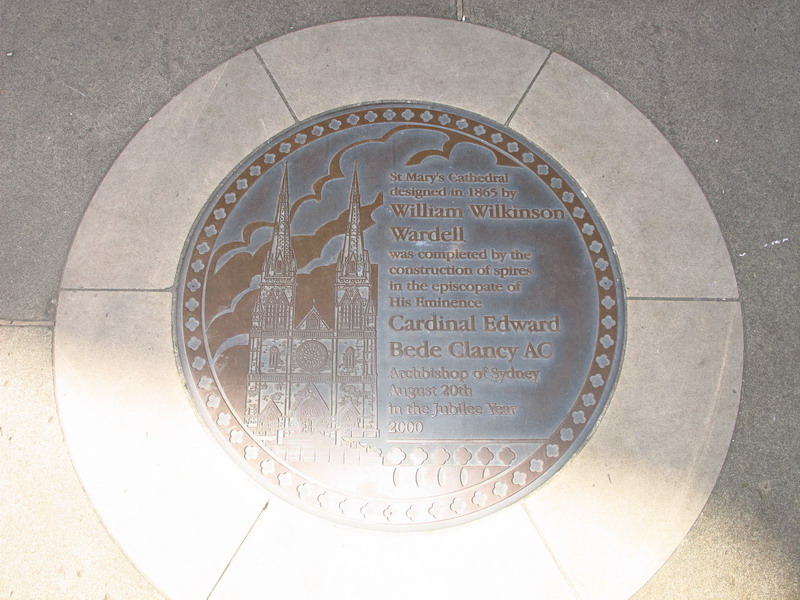 St Mary's Cathedral
designed in 1865 by
William Wilkinson
Wardell
was completed by the
construction of spires
in the episcopate of
His Eminence
Cardinal Edward
Bede Clancy AC
Archbishop of Sydney
August 20th
in the Jubilee Year
2000